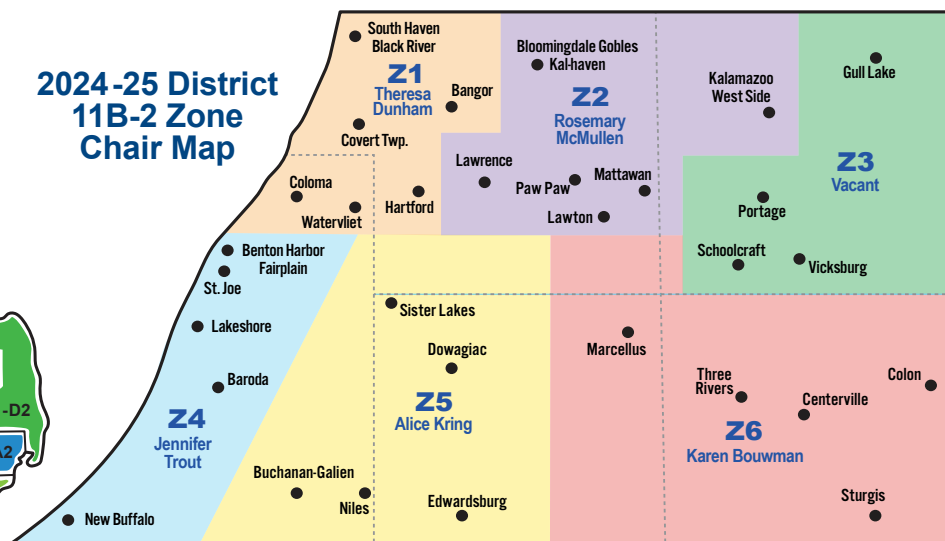 2024-25 District
11B-2 Zone
Chair Map
South Haven
Black River
Z1
Theresa
Dunham
Bangor
Covert Twp.
Coloma
Watervliet
Hartford
Bloomingdale Gobles
Kal-haven
Z2
Rosemary
McMullen
Kalamazoo
West Side
Lawrence
Paw Paw
Mattawan
Lawton
Gull Lake
Z3
Vacant
Portage
Schoolcraft
Vicksburg
Benton Harbor
Fairplain
St. Joe
Lakeshore
Baroda
Z4
Jennifer
Trout
New Buffalo
Sister Lakes
Dowagiac
Z5
Alice Kring
Buchanan-Galien
Niles
Edwardsburg
Marcellus
Three
Rivers
Centerville
Colon
Z6
Karen Bouwman
Sturgis
-D2